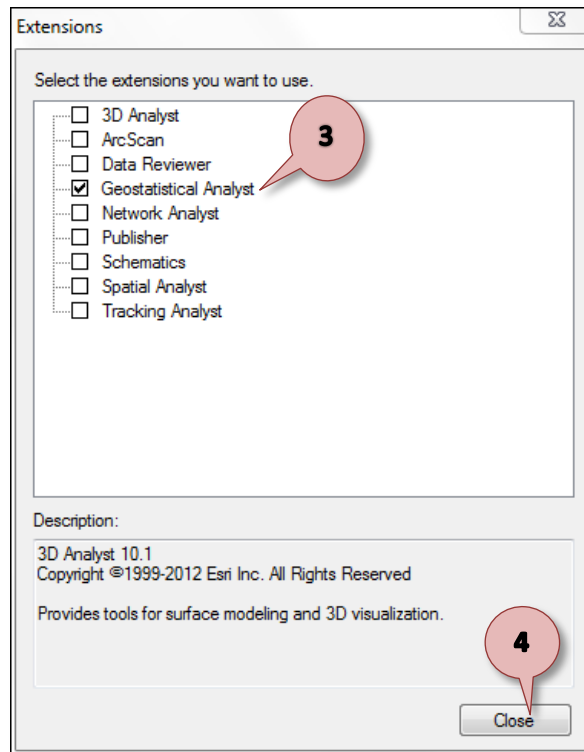 Extensions
Select the extensions you want to use.
3D Analyst
3
ArcScan
Data Reviewer
Geostatistical Analyst
Network Analyst
Publisher
Schematics
Spatial Analyst
Tracking Analyst
Description:
3D Analyst 10.1
Copyright ©1999-2012 Esri Inc. All Rights Reserved
Provides tools for surface modeling and 3D visualization.
4
Close